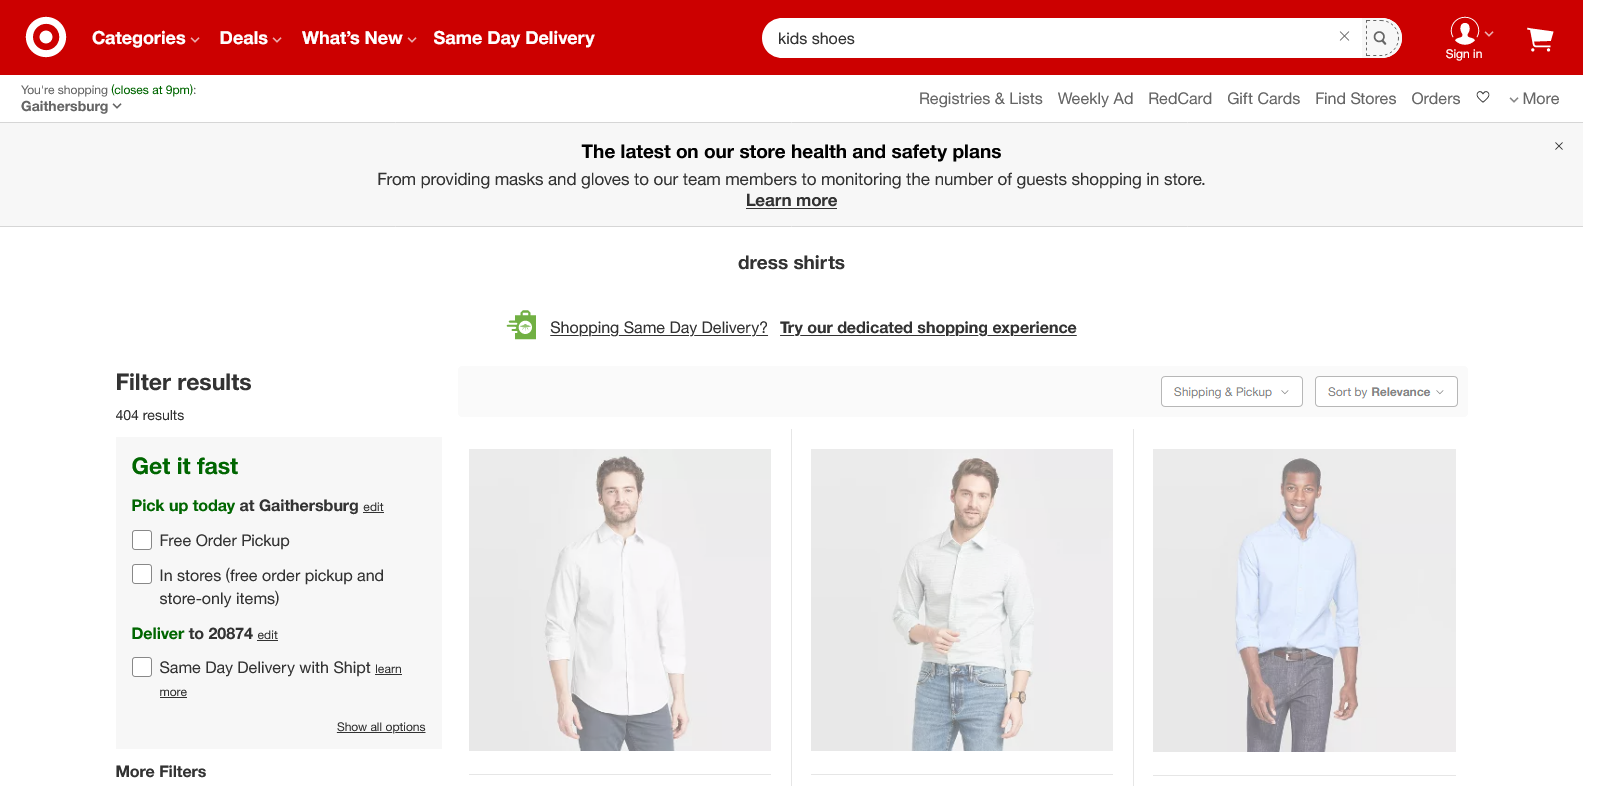 Categories Deals What's New Same Day Delivery
kids shoes
Sign in
You're shopping (closes at 9pm):
Gaithersburg
Registries & Lists Weekly Ad RedCard Gift Cards Find Stores Orders More
The latest on our store health and safety plans
From providing masks and gloves to our team members to monitoring the number of guests shopping in store.
Learn more
dress shirts
Shopping Same Day Delivery? Try our dedicated shopping experience
Filter results
404 results
Shipping & Pickup
Sort by Relevance
Get it fast
Pick up today at Gaithersburg edit
Free Order Pickup
In stores (free order pickup and
store-only items)
Deliver to 20874 edit
Same Day Delivery with Shipt learn
more
Show all options
More Filters